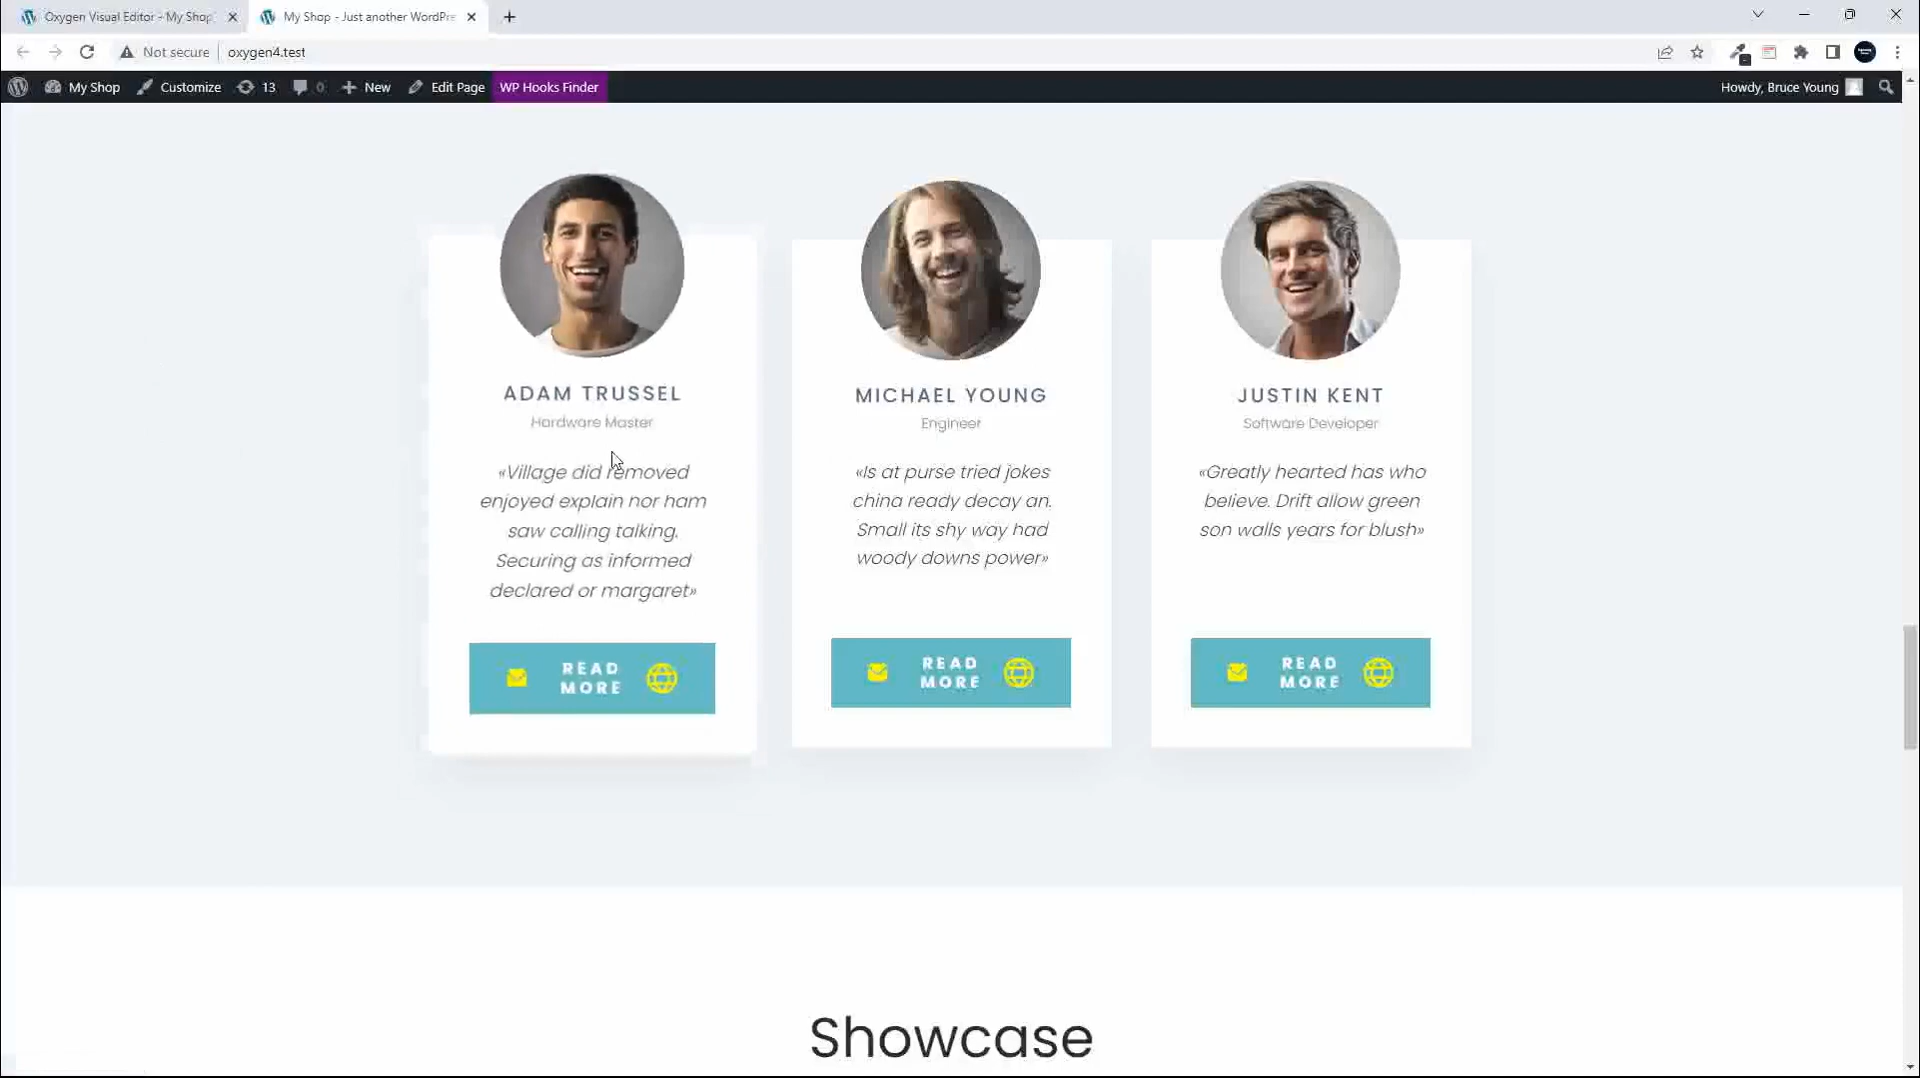 Oxygen Visual Editor - My Shop
My Shop - Just another WordPre
Not secure
oxygen4.test
My Shop
Customize
13
0
New
Edit Page
WP Hooks Finder
Howdy, Bruce Young
ADAM TRUSSEL
Hardware Master
«Village did removed
enjoyed explain nor ham
saw calling talking.
Securing as informed
declared or margaret»
READ
MORE
MICHAEL YOUNG
Engineer
«Is at purse tried jokes
china ready decay an.
Small its shy way had
woody downs power»
READ
MORE
JUSTIN KENT
Software Developer
«Greatly hearted has who
believe. Drift allow green
son walls years for blush»
READ
MORE
Showcase